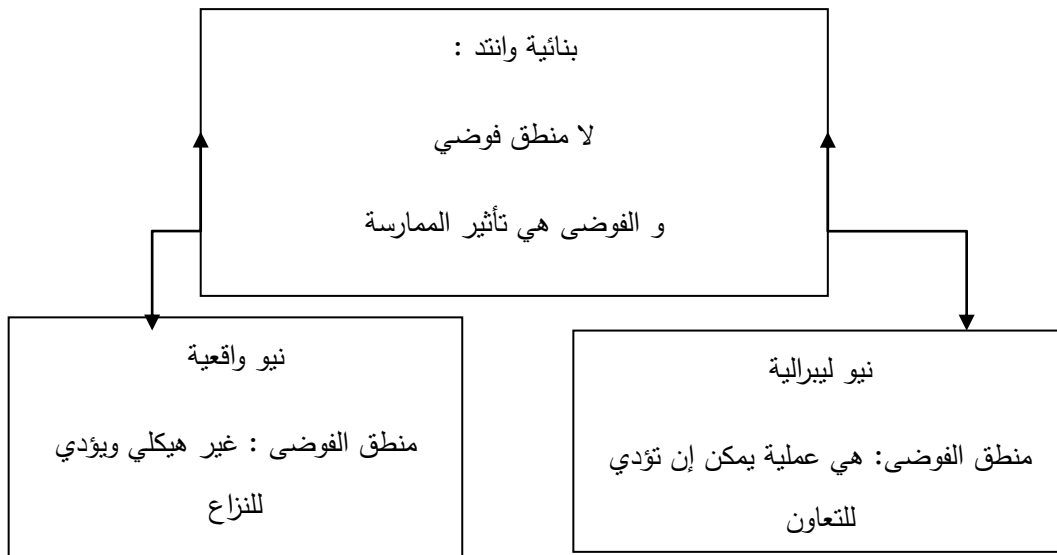 بنائية وانتد :
لا منطق فوضي
و الفوضى هي تأثير الممارسة
نيو واقعية
منطق الفوضى : غير هيكلي ويؤدي
للنزاع
نيو ليبرالية
منطق الفوضى: هي عملية يمكن إن تؤدي
للتعاون